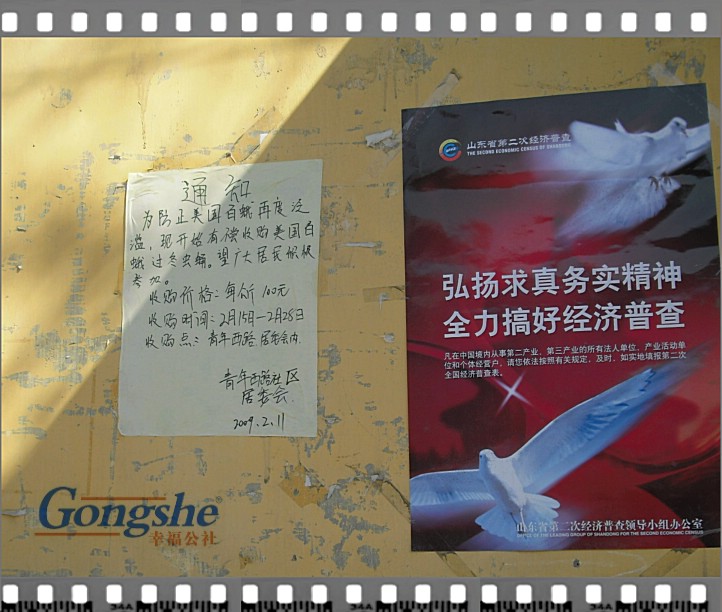 通知
为防止美国白蛾再度泛
滥，现开始有偿收购美国白
蛾过冬虫蛹。望广大居民积极
参加。
收购价格：每公斤 100元
收购时间：2月15日—2月28日
收购点：青年西路居委会内
青年西路社区
居委会
2009.2.11
山东省第二次经济普查
THE SECOND ECONOMIC CENSUS OF SHANDONG
弘扬求真务实精神
全力搞好经济普查
凡在中国境内从事第二产业、第三产业的所有法人单位、产业活动单
位和个体经营户，请您依法按照有关规定，及时、如实地填报第二次
全国经济普查表。
山东省第二次经济普查领导小组办公室
OFFICE OF THE LEADING GROUP OF SHANDONG FOR THE SECOND ECONOMIC CENSUS
Gongshe
幸福公社